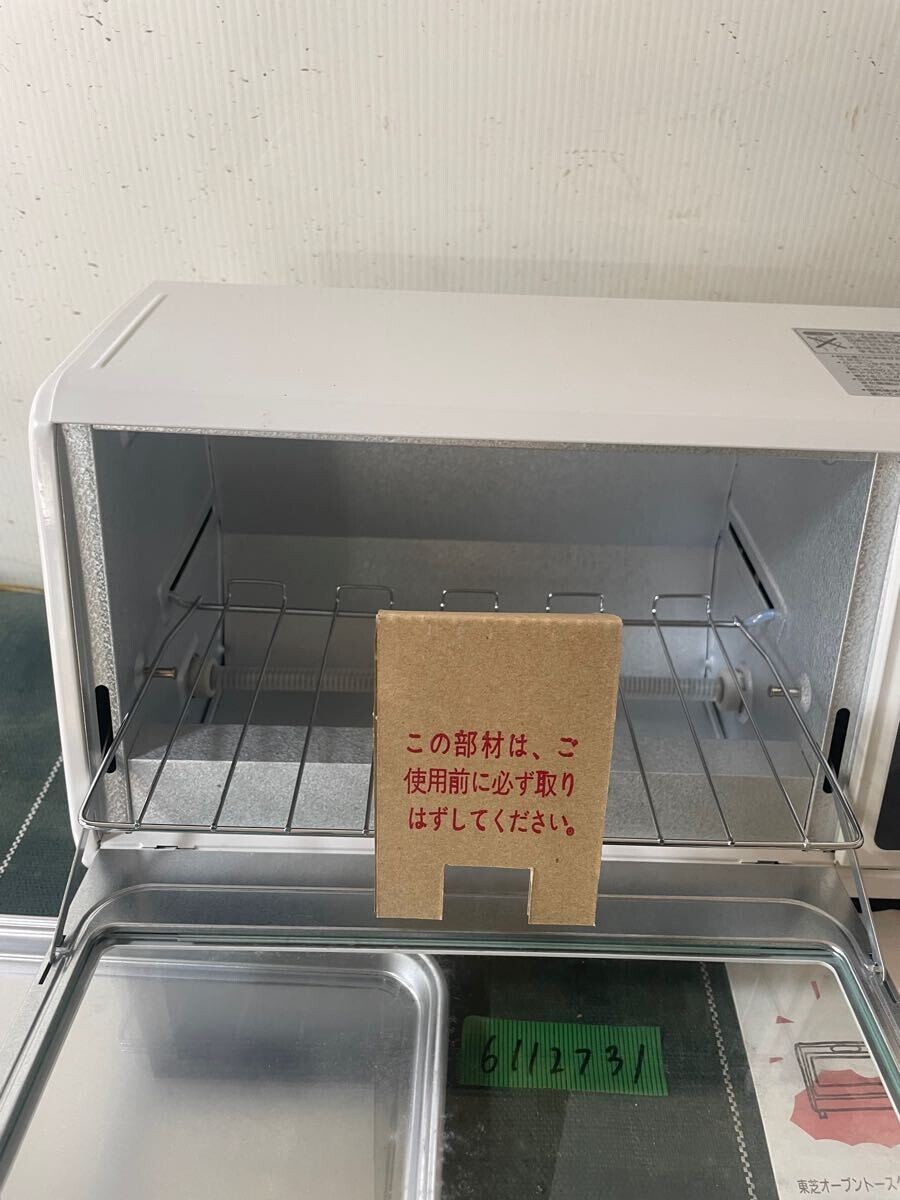 この部材は、ご
使用前に必ず取り
はずしてください。
6112731
東芝オーブントースタ